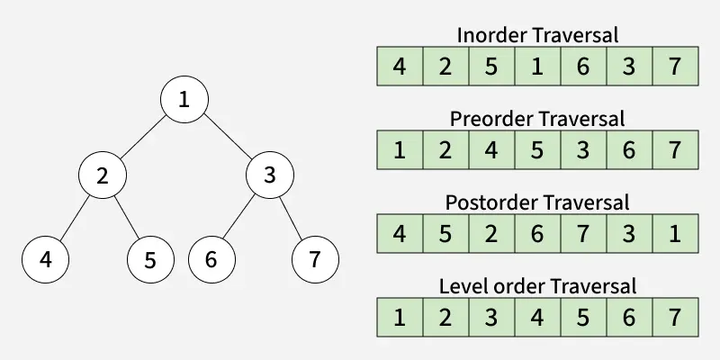 1
2 3
4 5 6 7
Inorder Traversal
4 2 5 1 6 3 7
Preorder Traversal
1 2 4 5 3 6 7
Postorder Traversal
4 5 2 6 7 3 1
Level order Traversal
1 2 3 4 5 6 7